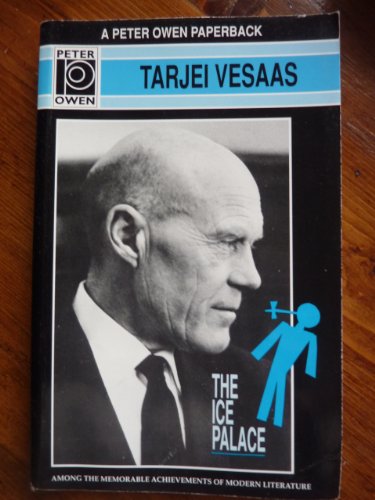 A PETER OWEN PAPERBACK
PETER
OWEN
TARJEI VESAAS
THE
ICE
PALACE
AMONG THE MEMORABLE ACHIEVEMENTS OF MODERN LITERATURE